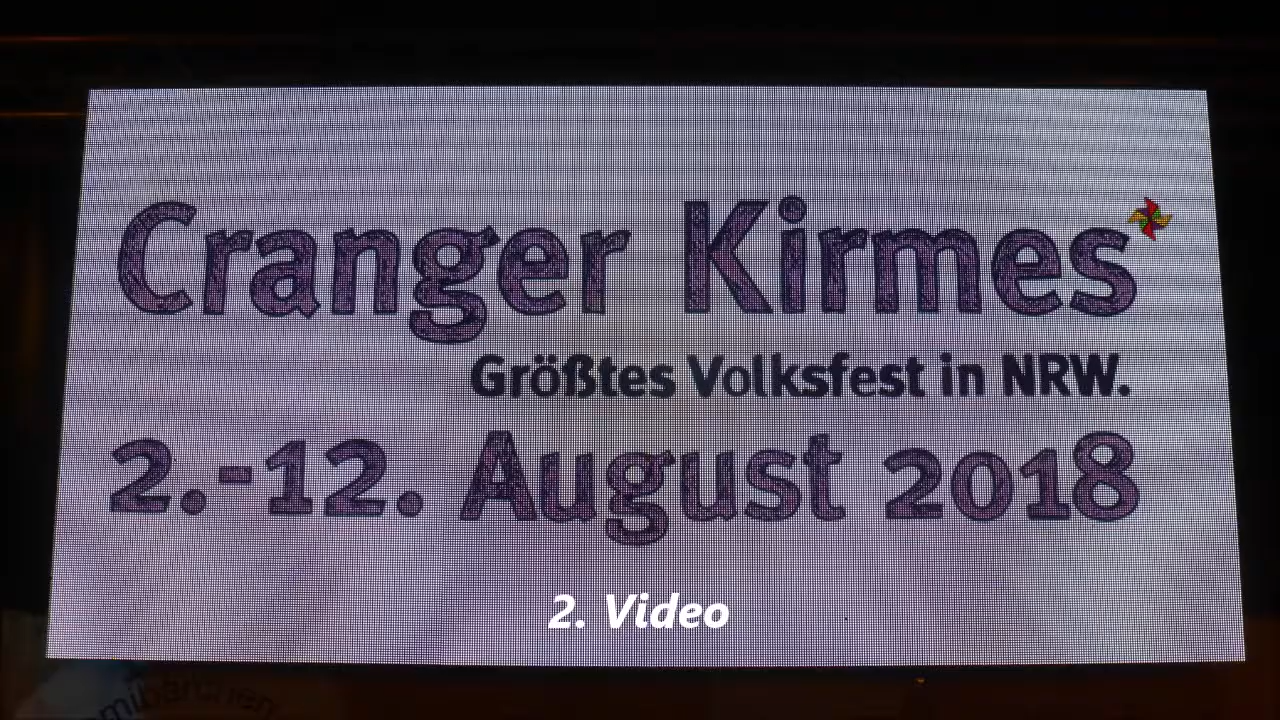 Cranger Kirmes
Größtes Volksfest in NRW.
2.-12. August 2018
2. Video